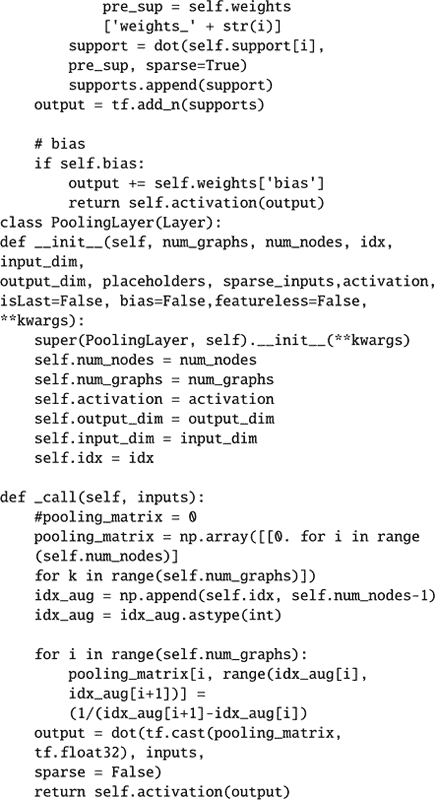 pre_sup = self.weights
['weights_' + str(i)]
support = dot(self.support[i],
pre_sup, sparse=True)
supports.append(support)
output = tf.add_n(supports)
# bias
if self.bias:
output += self.weights['bias']
return self.activation(output)
class PoolingLayer(Layer):
def __init__(self, num_graphs, num_nodes, idx,
input_dim,
output_dim, placeholders, sparse_inputs,activation,
isLast=False, bias=False,featureless=False,
**kwargs):
super(PoolingLayer, self).__init__(**kwargs)
self.num_nodes = num_nodes
self.num_graphs = num_graphs
self.activation = activation
self.output_dim = output_dim
self.input_dim = input_dim
self.idx = idx
def _call(self, inputs):
#pooling_matrix = 0
pooling_matrix = np.array([[0. for i in range
(self.num_nodes)]
for k in range(self.num_graphs)])
idx_aug = np.append(self.idx, self.num_nodes-1)
idx_aug = idx_aug.astype(int)
for i in range(self.num_graphs):
pooling_matrix[i, range(idx_aug[i],
idx_aug[i+1])] =
(1/(idx_aug[i+1]-idx_aug[i])
output = dot(tf.cast(pooling_matrix,
tf.float32), inputs,
sparse = False)
return self.activation(output)